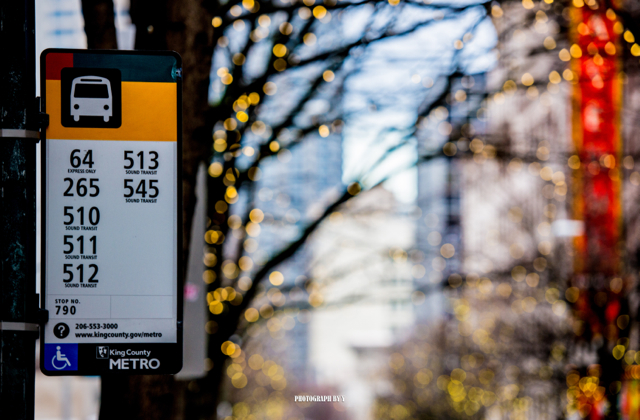 64 513
EXPRESS ONLY SOUND TRANSIT
265 545
SOUND TRANSIT
510
SOUND TRANSIT
511
SOUND TRANSIT
512
SOUND TRANSIT
STOP NO.
790
? 206-553-3000
www.kingcounty.gov/metro
King County
METRO
PHOTOGRAPH BY